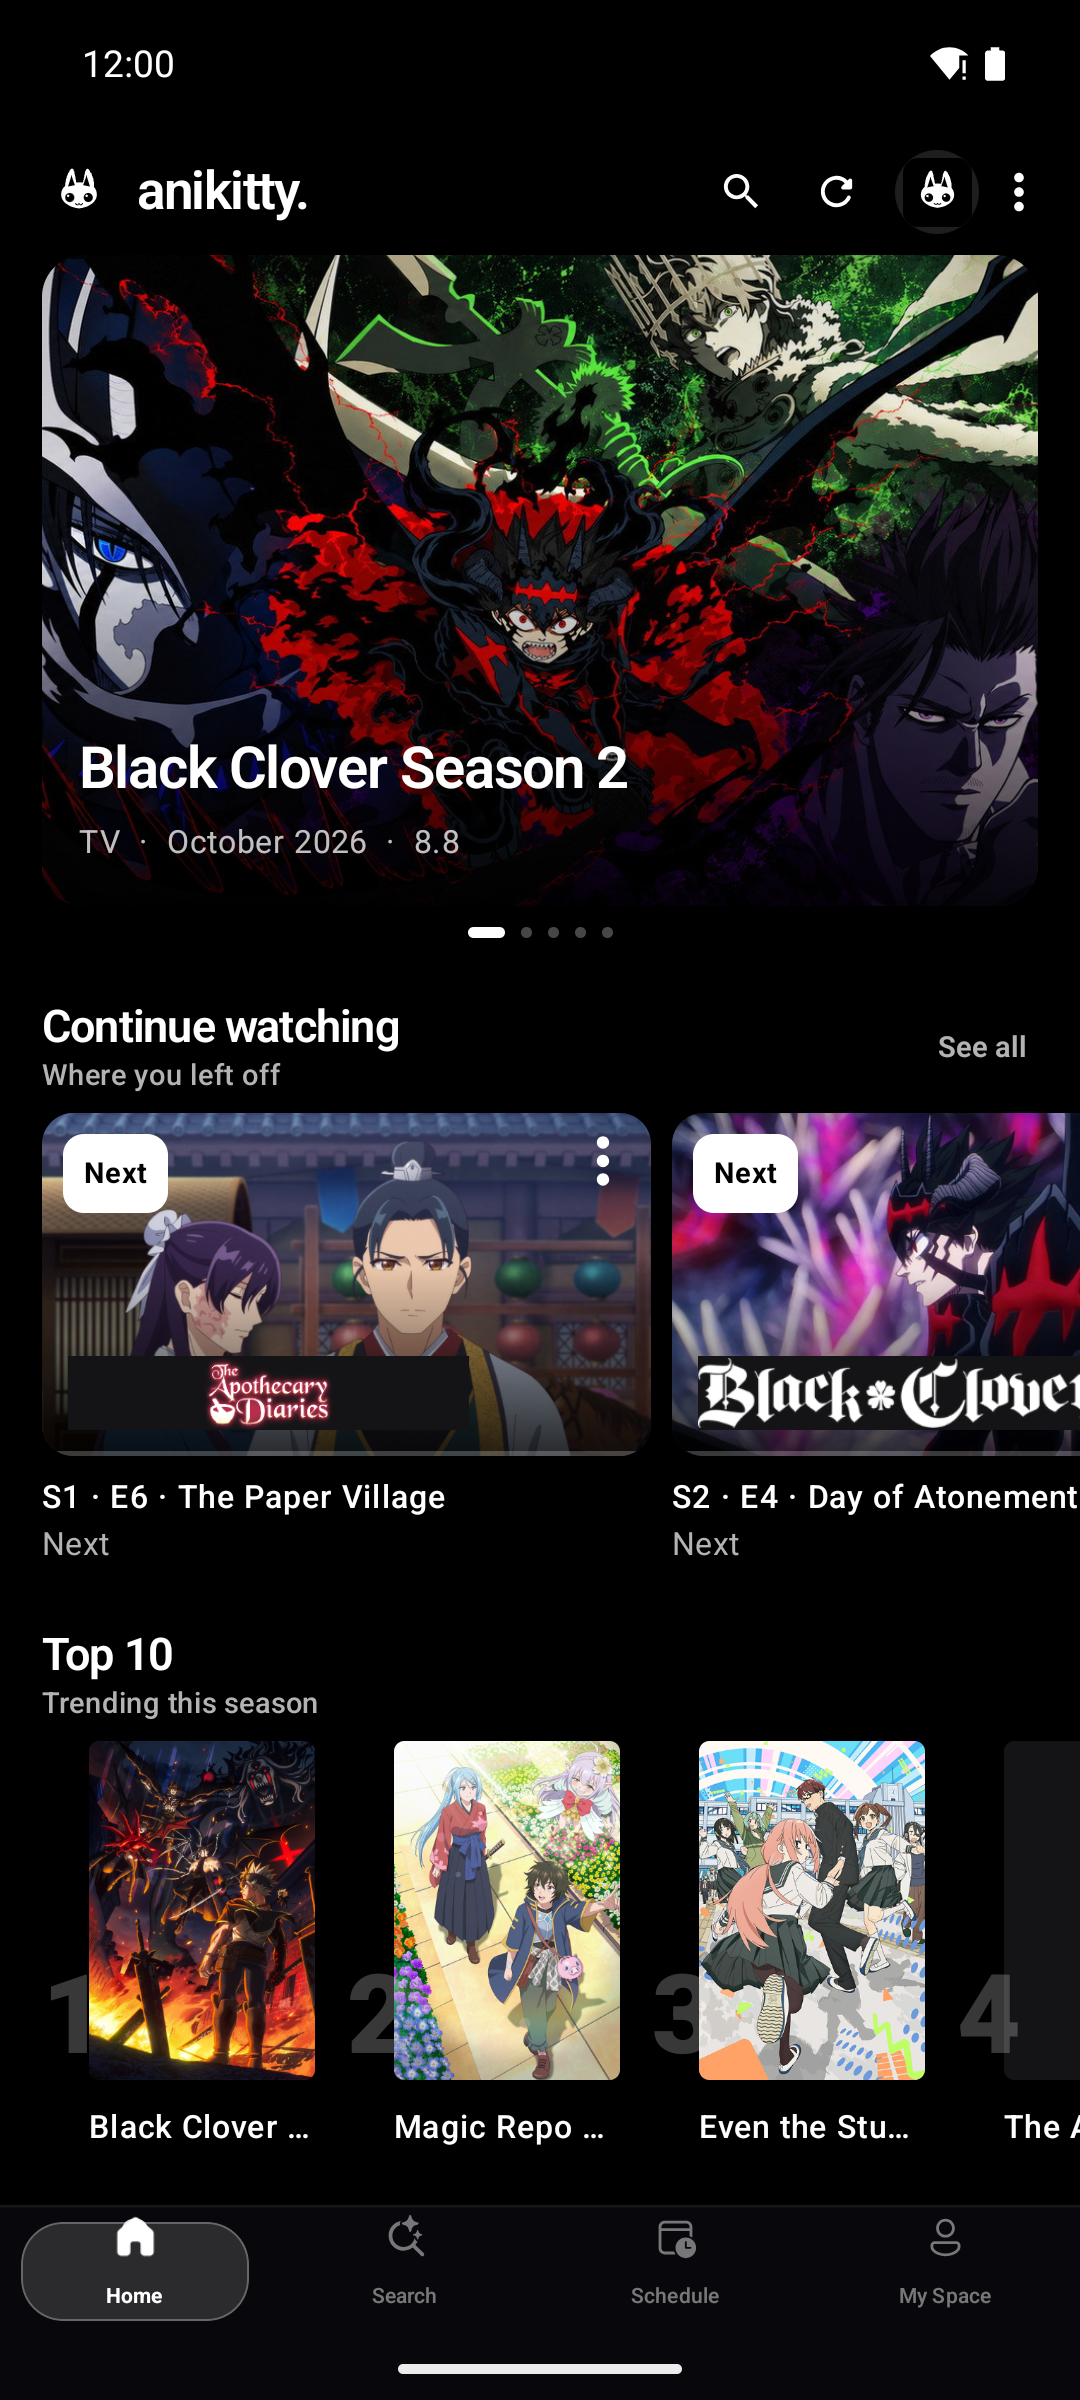 12:00
anikitty.
Black Clover Season 2
TV · October 2026 · 8.8
Continue watching
Where you left off
See all
Next
Next
The
Apothecary
Diaries
Black Clover
S1 · E6 · The Paper Village
Next
S2 · E4 · Day of Atonement
Next
Top 10
Trending this season
1
2
3
4
Black Clover ...
Magic Repo ...
Even the Stu...
The A
Home
Search
Schedule
My Space